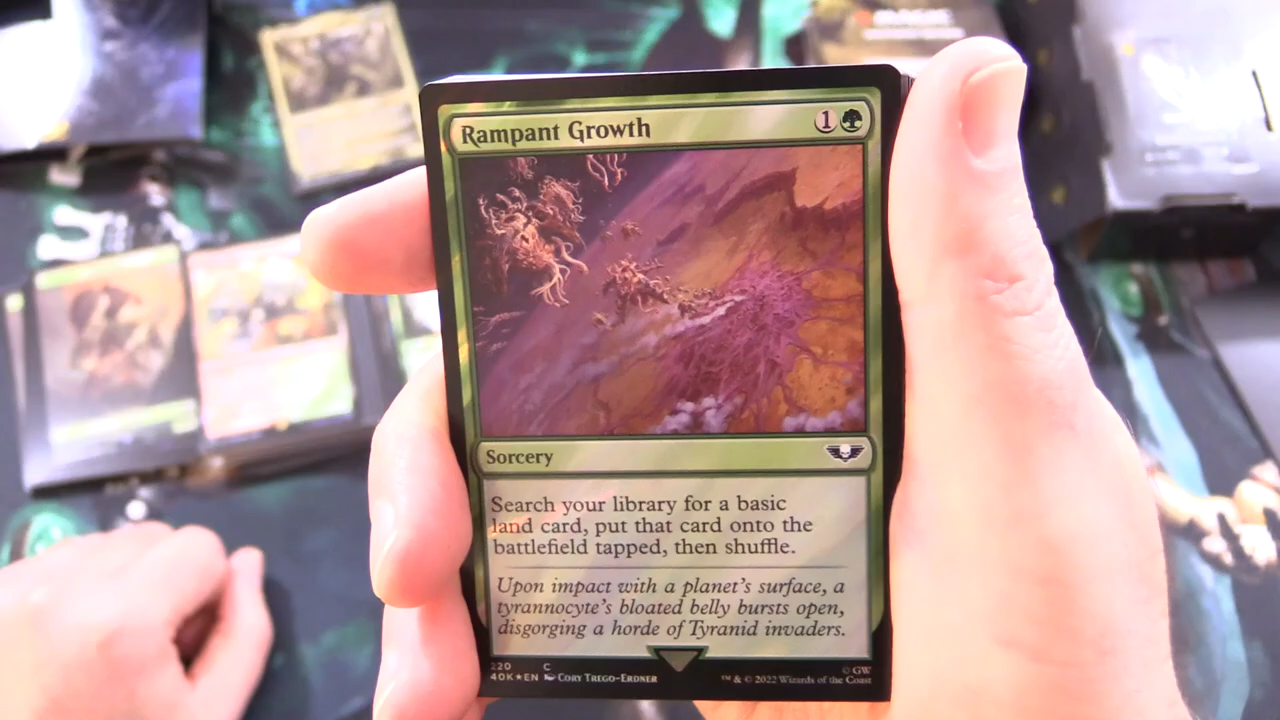 MAGIC
Rampant Growth
1
Sorcery
Search your library for a basic
land card, put that card onto the
battlefield tapped, then shuffle.
Upon impact with a planet's surface, a
tyrannocyte's bloated belly bursts open,
disgorging a horde of Tyranid invaders.
220 C
40K★EN Cory Trego-Erdner
© GW
™ & © 2022 Wizards of the Coast